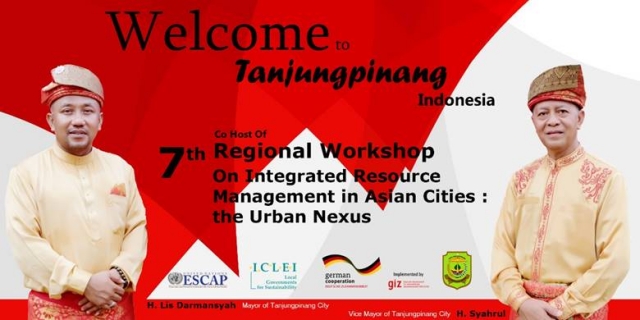 Welcome to
Tanjungpinang
Indonesia
Co Host Of
7th Regional Workshop
On Integrated Resource
Management in Asian Cities :
the Urban Nexus
ESCAP
I.C.L.E.I
Local
Governments
for Sustainability
german
cooperation
Implemented by
giz
H. Lis Darmansyah Mayor of Tanjungpinang City
Vice Mayor of Tanjungpinang City H. Syahrul